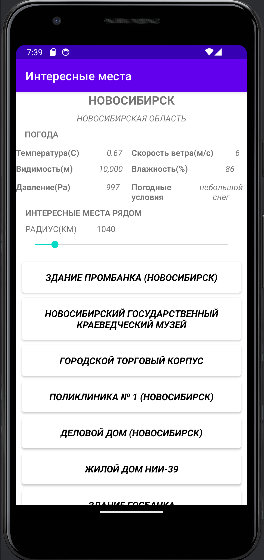 7:39
Интересные места
НОВОСИБИРСК
НОВОСИБИРСКАЯ ОБЛАСТЬ
ПОГОДА
Температура(C) 0.67 Скорость ветра(м/с) 6
Видимость(м) 10,000 Влажность(%) 86
Давление(Pa) 997 Погодные условия небольшой снег
ИНТЕРЕСНЫЕ МЕСТА РЯДОМ
РАДИУС(КМ) 1040
ЗДАНИЕ ПРОМБАНКА (НОВОСИБИРСК)
НОВОСИБИРСКИЙ ГОСУДАРСТВЕННЫЙ
КРАЕВЕДЧЕСКИЙ МУЗЕЙ
ГОРОДСКОЙ ТОРГОВЫЙ КОРПУС
ПОЛИКЛИНИКА № 1 (НОВОСИБИРСК)
ДЕЛОВОЙ ДОМ (НОВОСИБИРСК)
ЖИЛОЙ ДОМ НИИ-39
ЗДАНИЕ ГОСБАНКА